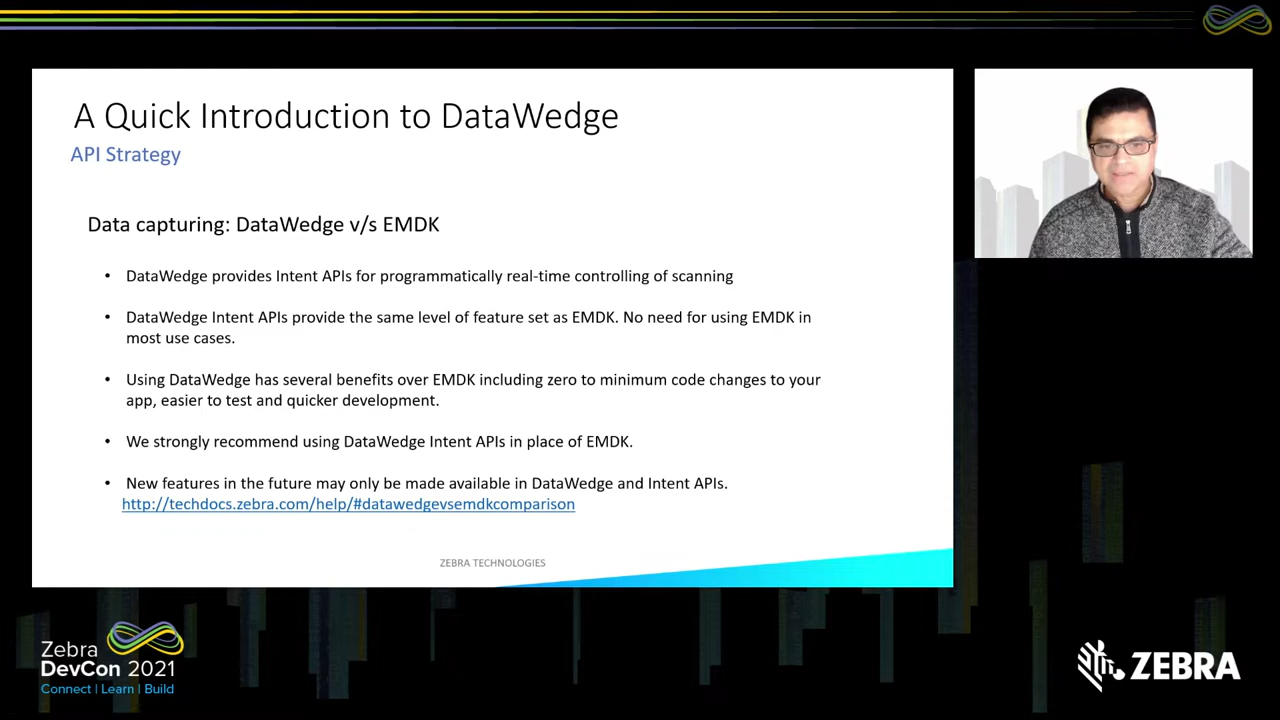 A Quick Introduction to DataWedge
API Strategy
Data capturing: DataWedge v/s EMDK
• DataWedge provides Intent APIs for programmatically real-time controlling of scanning
• DataWedge Intent APIs provide the same level of feature set as EMDK. No need for using EMDK in
most use cases.
• Using DataWedge has several benefits over EMDK including zero to minimum code changes to your
app, easier to test and quicker development.
• We strongly recommend using DataWedge Intent APIs in place of EMDK.
• New features in the future may only be made available in DataWedge and Intent APIs.
http://techdocs.zebra.com/help/#datawedgevsemdkcomparison
ZEBRA TECHNOLOGIES
Zebra
DevCon 2021
Connect | Learn | Build
ZEBRA